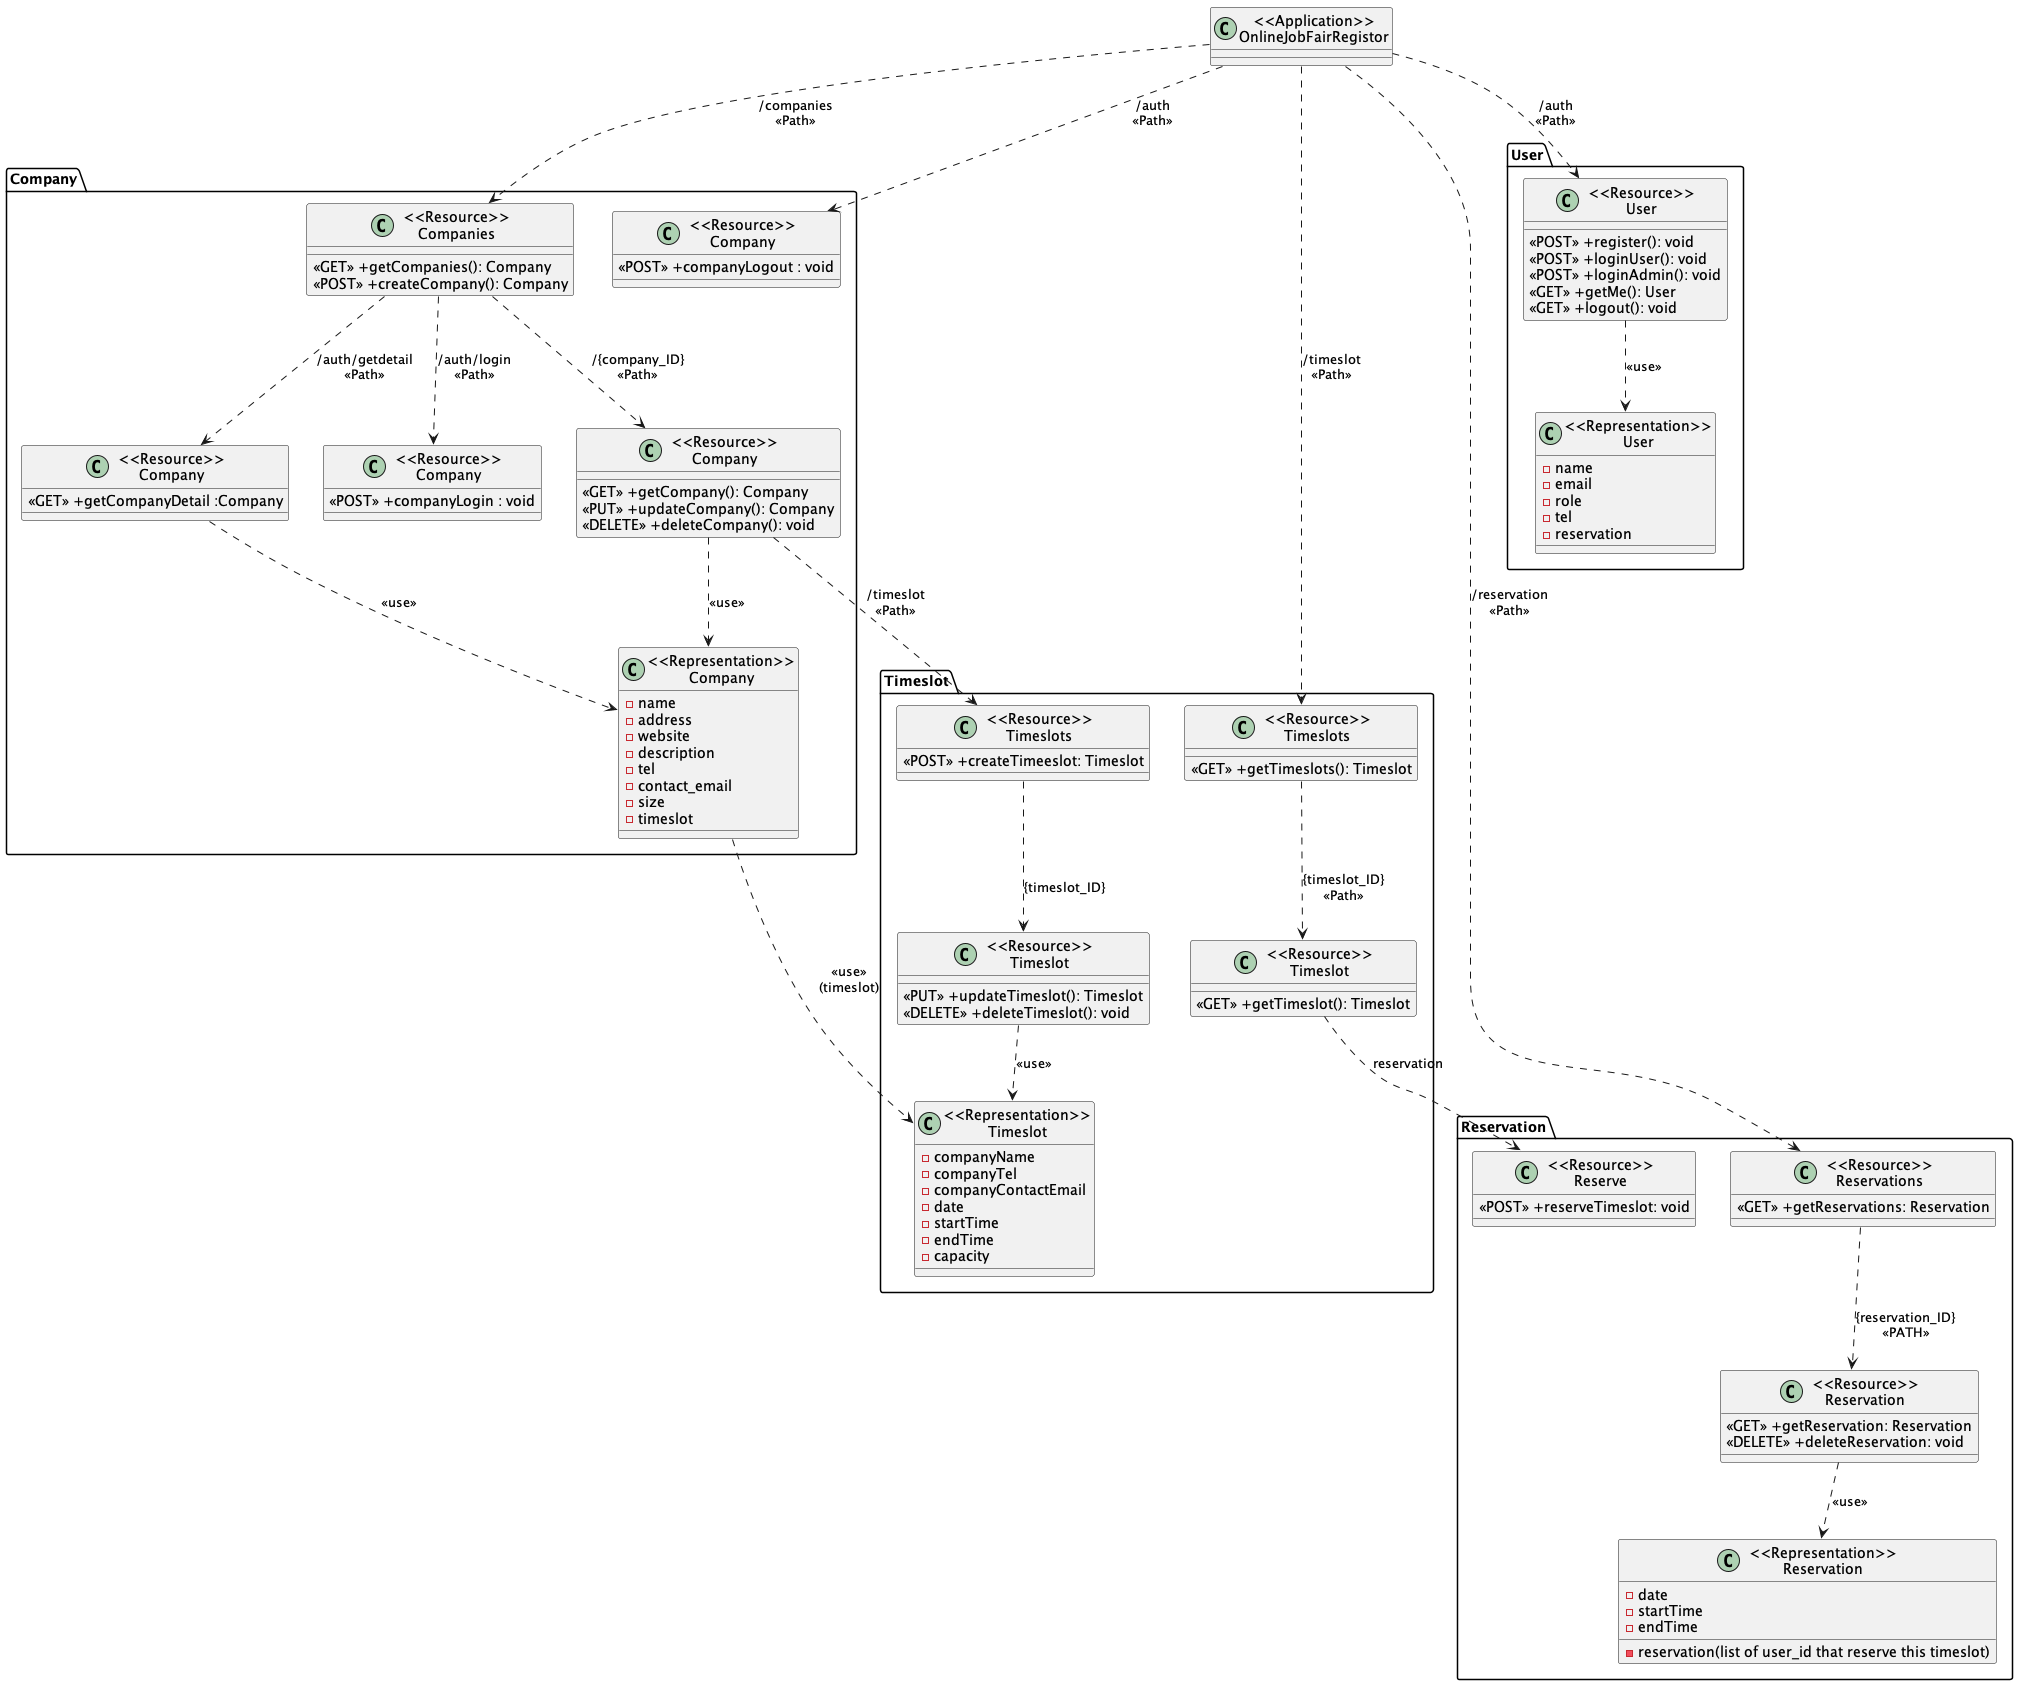 <<Application>>
OnlineJobFairRegistor
/companies
«Path»
/auth
«Path»
/auth
«Path»
Company
<<Resource>>
Companies
«GET» +getCompanies(): Company
«POST» +createCompany(): Company
<<Resource>>
Company
«POST» +companyLogout : void
User
<<Resource>>
User
«POST» +register(): void
«POST» +loginUser(): void
«POST» +loginAdmin(): void
«GET» +getMe(): User
«GET» +logout(): void
/auth/getdetail
«Path»
/auth/login
«Path»
/{company_ID}
«Path»
/timeslot
«Path»
«use»
<<Resource>>
Company
«GET» +getCompanyDetail :Company
<<Resource>>
Company
«POST» +companyLogin : void
<<Resource>>
Company
«GET» +getCompany(): Company
«PUT» +updateCompany(): Company
«DELETE» +deleteCompany(): void
<<Representation>>
User
name
email
role
tel
reservation
«use»
«use»
/timeslot
«Path»
/reservation
«Path»
<<Representation>>
Company
name
address
website
description
tel
contact_email
size
timeslot
Timeslot
<<Resource>>
Timeslots
«POST» +createTimeeslot: Timeslot
<<Resource>>
Timeslots
«GET» +getTimeslots(): Timeslot
{timeslot_ID}
{timeslot_ID}
«Path»
«use»
(timeslot)
<<Resource>>
Timeslot
«PUT» +updateTimeslot(): Timeslot
«DELETE» +deleteTimeslot(): void
<<Resource>>
Timeslot
«GET» +getTimeslot(): Timeslot
«use»
reservation
<<Representation>>
Timeslot
companyName
companyTel
companyContactEmail
date
startTime
endTime
capacity
Reservation
<<Resource>>
Reserve
«POST» +reserveTimeslot: void
<<Resource>>
Reservations
«GET» +getReservations: Reservation
{reservation_ID}
«PATH»
<<Resource>>
Reservation
«GET» +getReservation: Reservation
«DELETE» +deleteReservation: void
«use»
<<Representation>>
Reservation
date
startTime
endTime
reservation(list of user_id that reserve this timeslot)